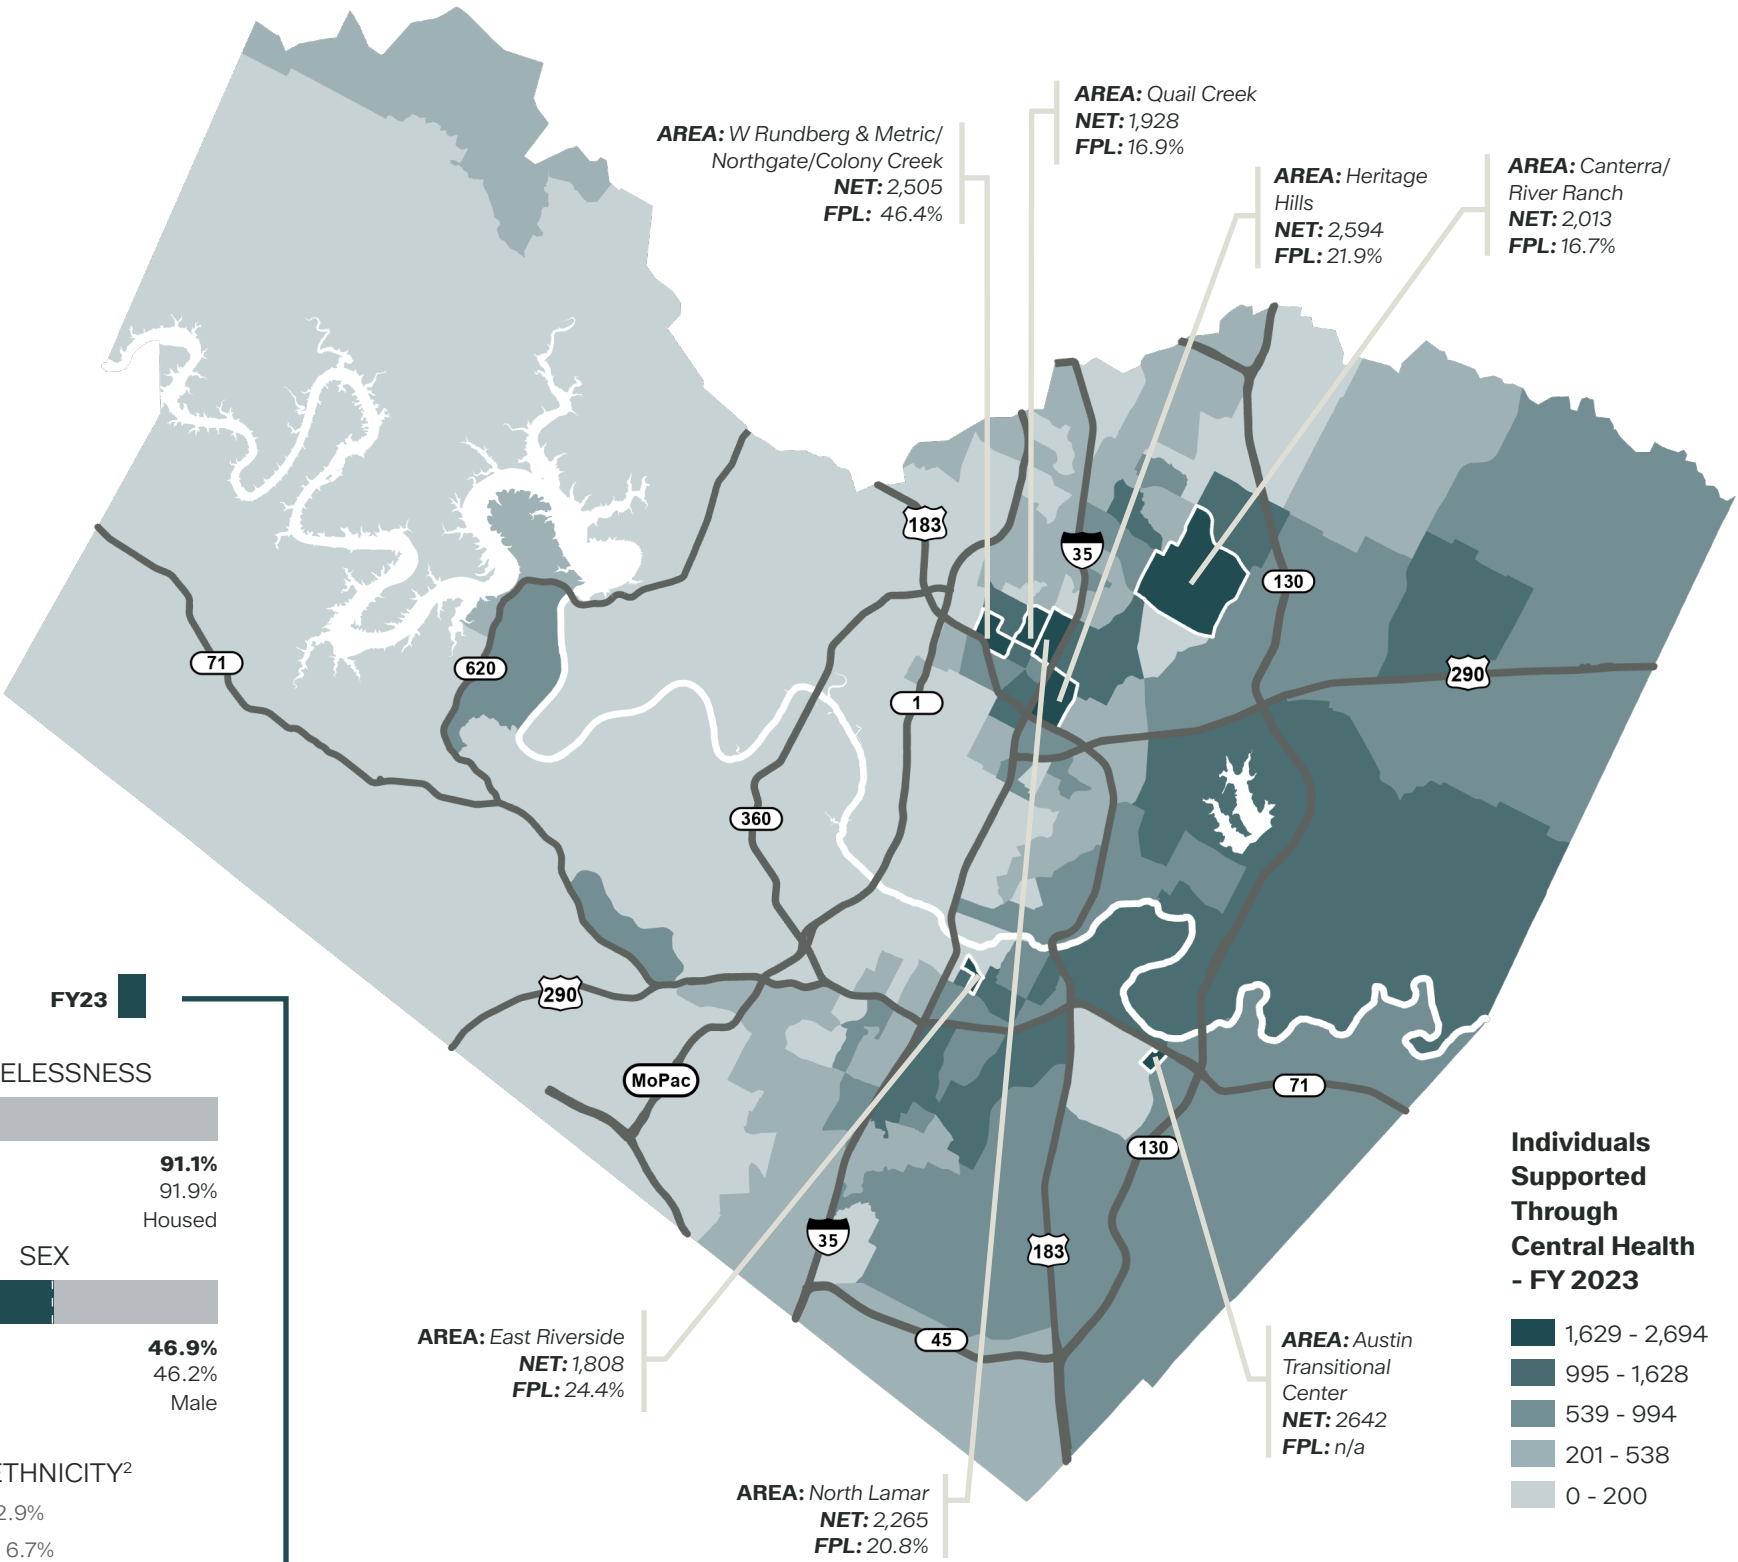 AREA: Quail Creek
NET: 1,928
FPL: 16.9%
AREA: W Rundberg & Metric/
Northgate/Colony Creek
NET: 2,505
FPL: 46.4%
AREA: Heritage
Hills
NET: 2,594
FPL: 21.9%
AREA: Canterra/
River Ranch
NET: 2,013
FPL: 16.7%
183
35
130
71
620
1
290
360
290
MoPac
71
130
35
183
45
FY23
ELESSNESS
91.1%
91.9%
Housed
SEX
46.9%
46.2%
Male
ETHNICITY2
2.9%
6.7%
AREA: East Riverside
NET: 1,808
FPL: 24.4%
AREA: North Lamar
NET: 2,265
FPL: 20.8%
AREA: Austin
Transitional
Center
NET: 2642
FPL: n/a
Individuals
Supported
Through
Central Health
- FY 2023
1,629 - 2,694
995 - 1,628
539 - 994
201 - 538
0 - 200